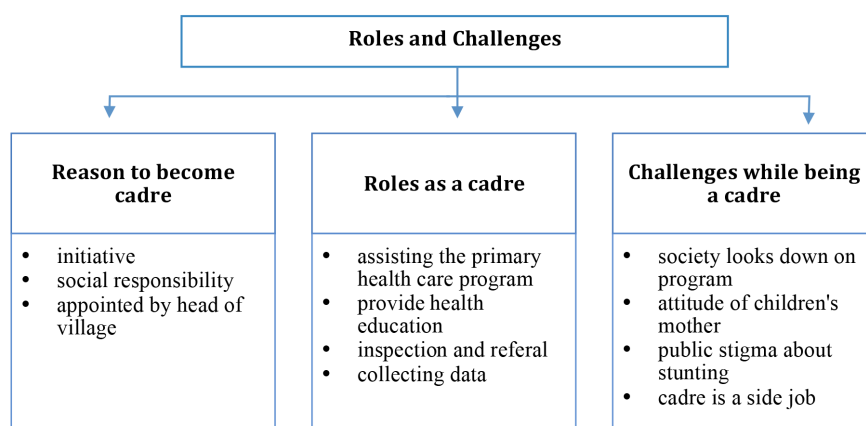 Roles and Challenges
Reason to become
cadre
• initiative
• social responsibility
• appointed by head of
village
Roles as a cadre
• assisting the primary
health care program
• provide health
education
• inspection and referal
• collecting data
Challenges while being
a cadre
• society looks down on
program
• attitude of children's
mother
• public stigma about
stunting
• cadre is a side job